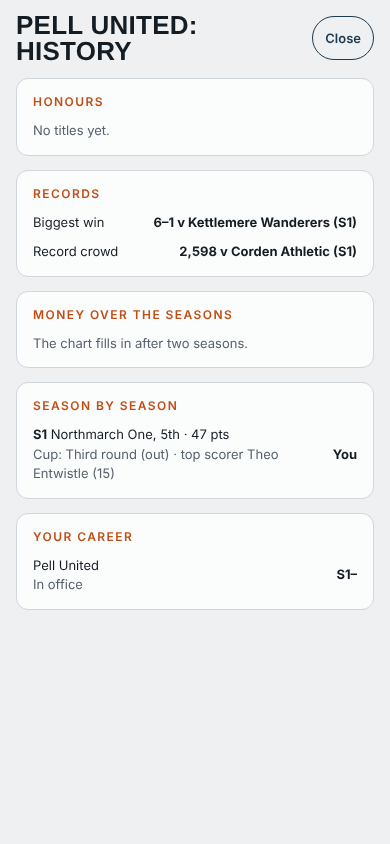 PELL UNITED:
HISTORY
Close
HONOURS
No titles yet.
RECORDS
Biggest win 6–1 v Kettlemere Wanderers (S1)
Record crowd 2,598 v Corden Athletic (S1)
MONEY OVER THE SEASONS
The chart fills in after two seasons.
SEASON BY SEASON
S1 Northmarch One, 5th · 47 pts
Cup: Third round (out) · top scorer Theo
Entwistle (15)
You
YOUR CAREER
Pell United
In office
S1–